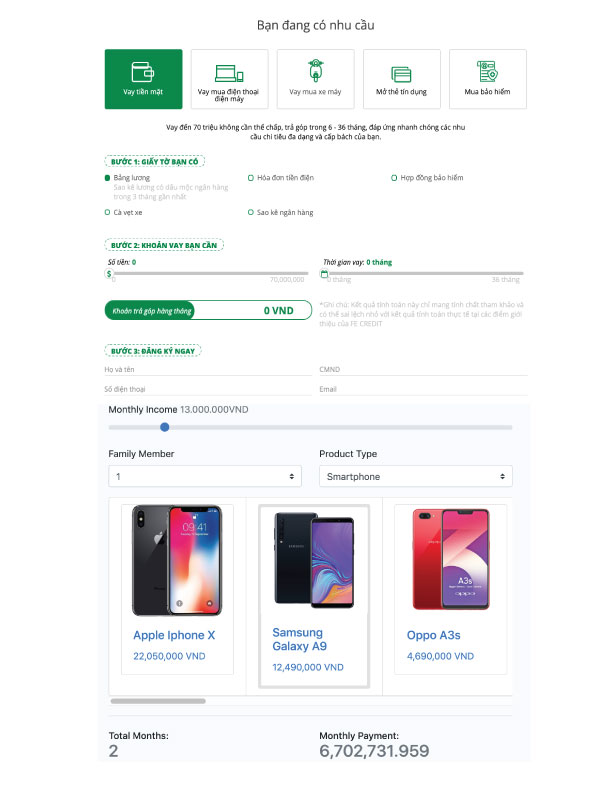 Bạn đang có nhu cầu
Vay tiền mặt
Vay mua điện thoại
điện máy
Vay mua xe máy
Mở thẻ tín dụng
Mua bảo hiểm
Vay đến 70 triệu không cần thế chấp, trả góp trong 6 - 36 tháng, đáp ứng nhanh chóng các nhu
cầu chi tiêu đa dạng và cấp bách của bạn.
BƯỚC 1: GIẤY TỜ BẠN CÓ
Bảng lương
Sao kê lương có dấu mộc ngân hàng
trong 3 tháng gần nhất
Hóa đơn tiền điện
Hợp đồng bảo hiểm
Cà vẹt xe
Sao kê ngân hàng
BƯỚC 2: KHOẢN VAY BẠN CẦN
Số tiền: 0
Thời gian vay: 0 tháng
$
0
70,000,000
0 tháng
36 tháng
Khoản trả góp hàng tháng
0 VND
*Ghi chú: Kết quả tính toán này chỉ mang tính chất tham khảo và
có thể sai lệch nhỏ với kết quả tính toán thực tế tại các điểm giới
thiệu của FE CREDIT
BƯỚC 3: ĐĂNG KÝ NGAY
Họ và tên
CMND
Số điện thoại
Email
Monthly Income 13.000.000VND
Family Member
Product Type
1
Smartphone
09:41
SAMSUNG
A3s
oppo
Apple Iphone X
22,050,000 VND
Samsung
Galaxy A9
12,490,000 VND
Oppo A3s
4,690,000 VND
Total Months:
2
Monthly Payment:
6,702,731.959